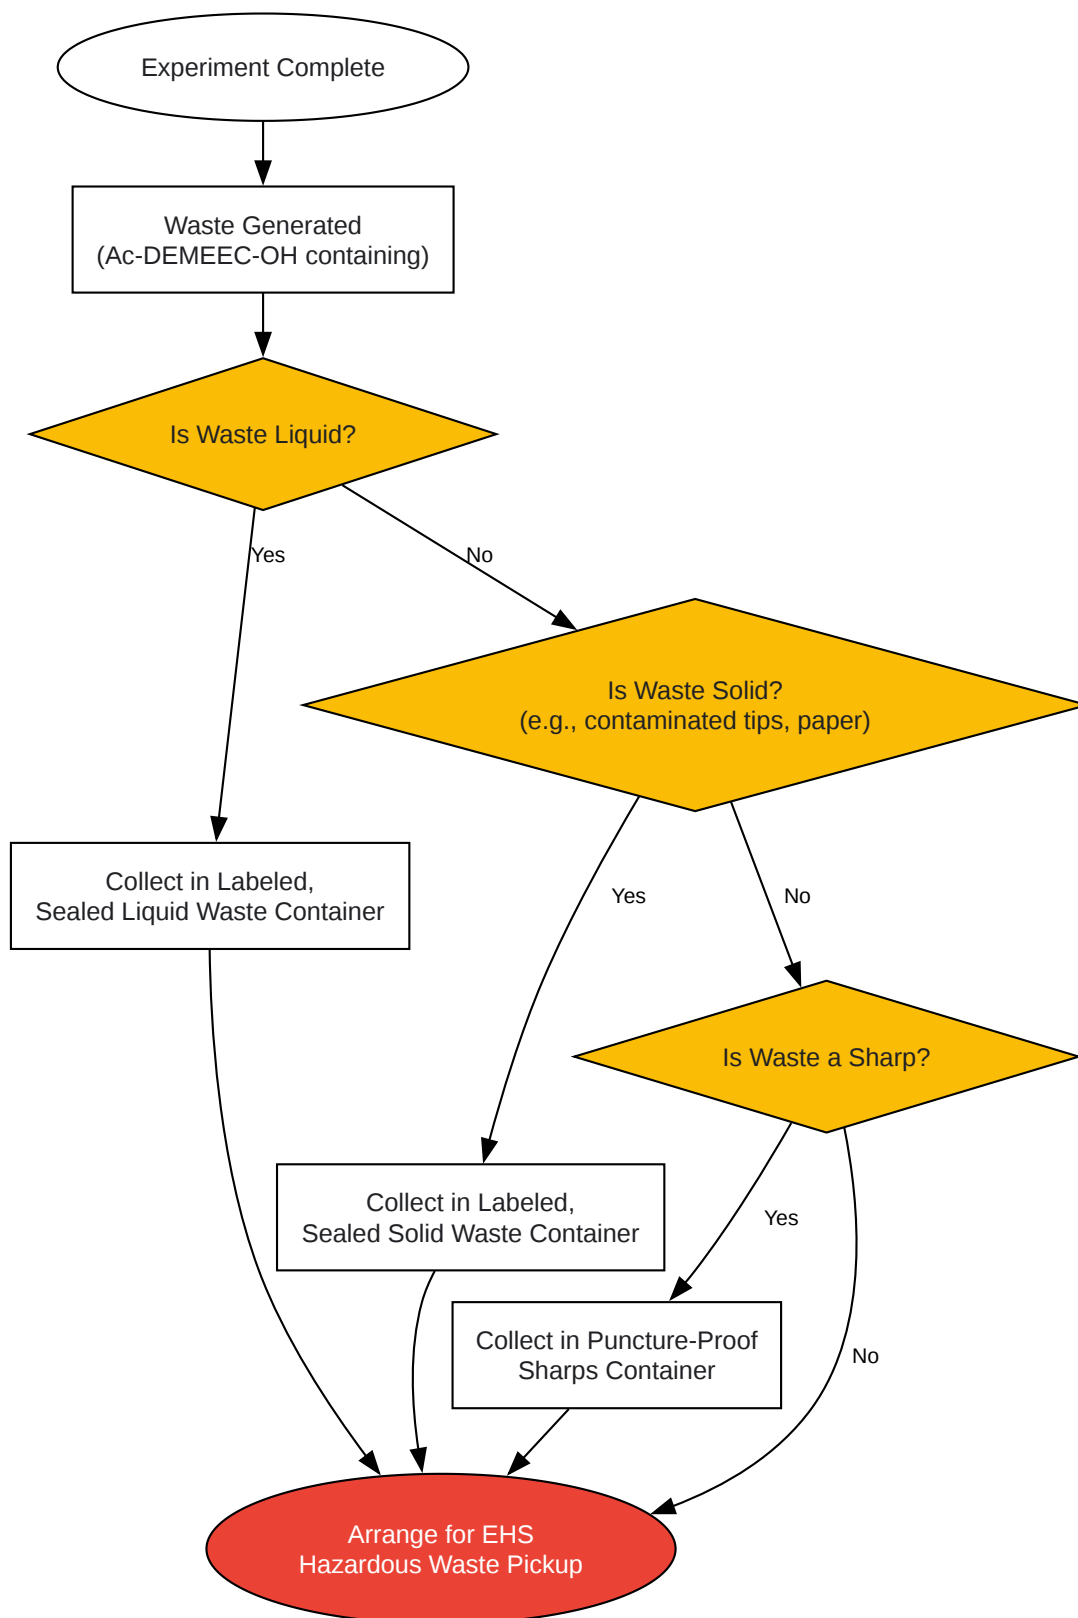 Experiment Complete
Waste Generated
(Ac-DEMEEC-OH containing)
Is Waste Liquid?
Yes
No
Is Waste Solid?
(e.g., contaminated tips, paper)
Collect in Labeled,
Sealed Liquid Waste Container
Yes
No
Is Waste a Sharp?
Collect in Labeled,
Sealed Solid Waste Container
Yes
Collect in Puncture-Proof
Sharps Container
No
Arrange for EHS
Hazardous Waste Pickup